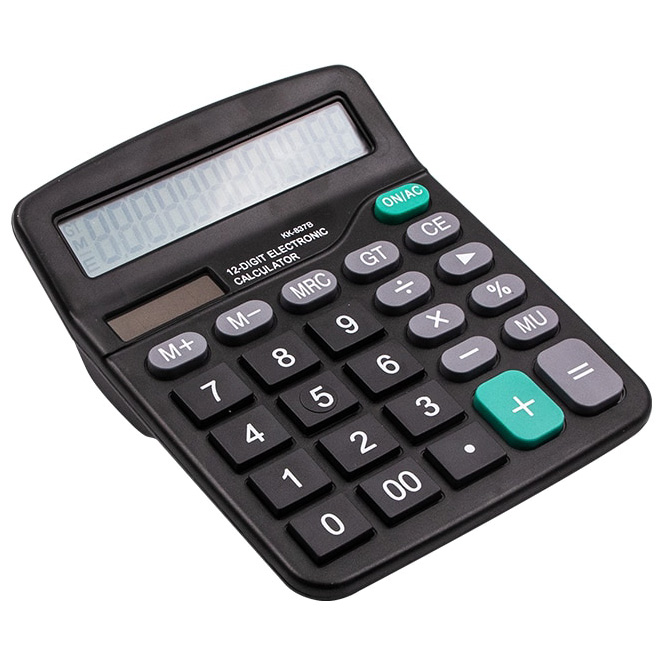 KK-837B
12-DIGIT ELECTRONIC
CALCULATOR
ON/AC
M+ M− MRC GT CE
7 8 9 ÷ ▶
4 5 6 × %
1 2 3 − MU
0 00 . + =
G
M
E